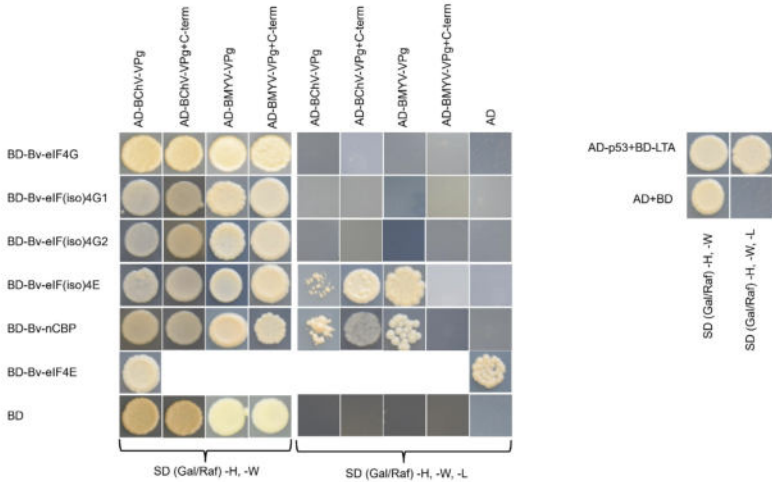 AD-BChV-VPg
AD-BChV-VPg+C-term
AD-BMYV-VPg
AD-BMYV-VPg+C-term
AD-BChV-VPg
AD-BChV-VPg+C-term
AD-BMYV-VPg
AD-BMYV-VPg+C-term
AD
BD-Bv-eIF4G
BD-Bv-eIF(iso)4G1
BD-Bv-eIF(iso)4G2
BD-Bv-eIF(iso)4E
BD-Bv-nCBP
BD-Bv-eIF4E
BD
SD (Gal/Raf) -H, -W
SD (Gal/Raf) -H, -W, -L
AD-p53+BD-LTA
AD+BD
SD (Gal/Raf) -H, -W
SD (Gal/Raf) -H, -W, -L